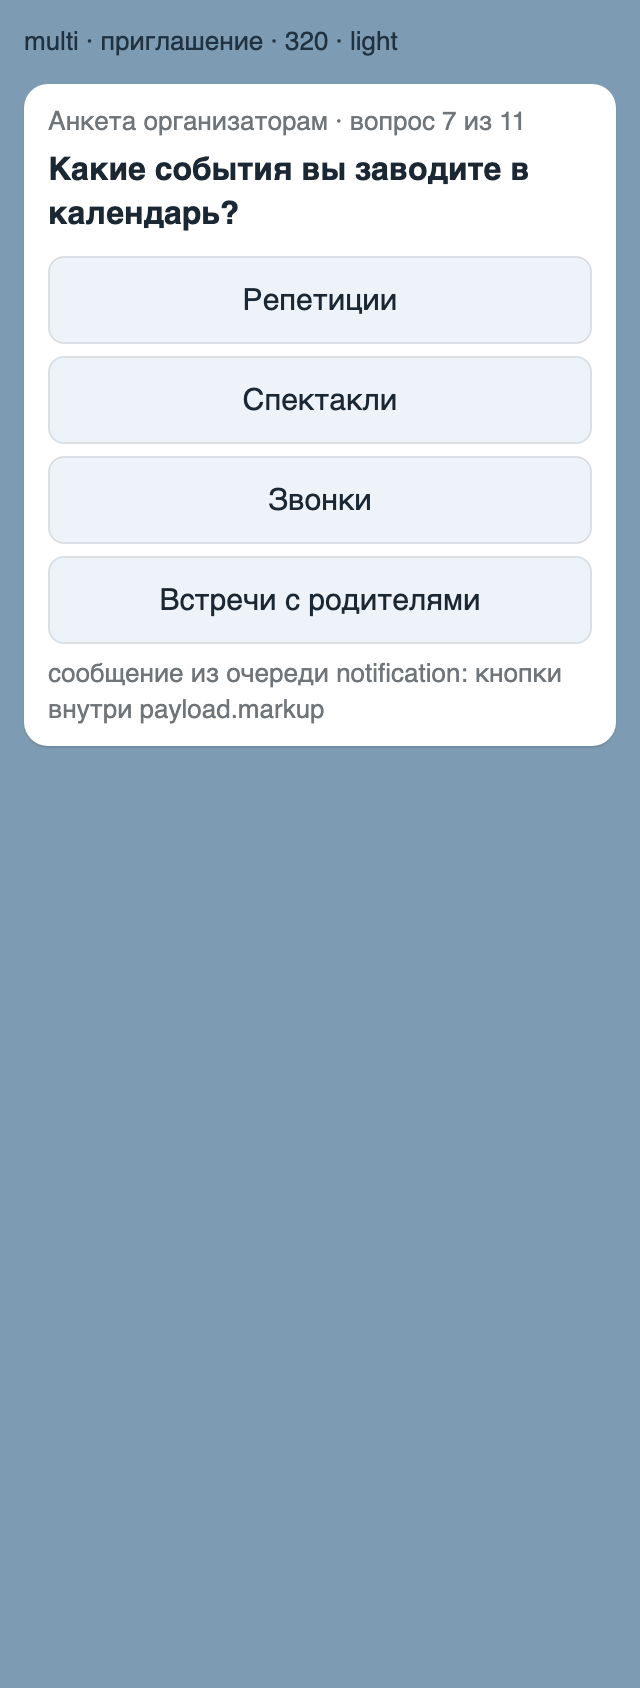 multi · приглашение · 320 · light
Анкета организаторам · вопрос 7 из 11
Какие события вы заводите в
календарь?
Репетиции
Спектакли
Звонки
Встречи с родителями
сообщение из очереди notification: кнопки
внутри payload.markup